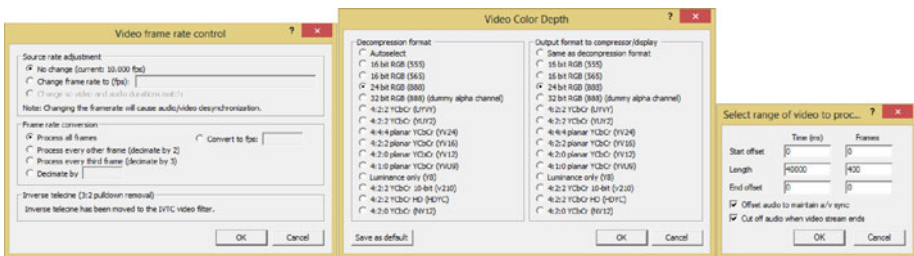 Video frame rate control
?
×
Source rate adjustment
No change (current: 10.000 fps)
Change frame rate to (fps):
Change so video and audio durations match
Note: Changing the framerate will cause audio/video desynchronization.
Frame rate conversion
Process all frames
Convert to fps:
Process every other frame (decimate by 2)
Process every third frame (decimate by 3)
Decimate by
Inverse telecine (3:2 pulldown removal)
Inverse telecine has been moved to the IVTC video filter.
OK
Cancel
Video Color Depth
?
×
Decompression format
Autoselect
16 bit RGB (555)
16 bit RGB (565)
24 bit RGB (888)
32 bit RGB (888) (dummy alpha channel)
4:2:2 YCbCr (UYVY)
4:2:2 YCbCr (YUY2)
4:4:4 planar YCbCr (YV24)
4:2:2 planar YCbCr (YV16)
4:2:0 planar YCbCr (YV12)
4:1:0 planar YCbCr (YVU9)
Luminance only (Y8)
4:2:2 YCbCr 10-bit (v210)
4:2:2 YCbCr HD (HDYC)
4:2:0 YCbCr (NV12)
Output format to compressor/display
Same as decompression format
16 bit RGB (555)
16 bit RGB (565)
24 bit RGB (888)
32 bit RGB (888) (dummy alpha channel)
4:2:2 YCbCr (UYVY)
4:2:2 YCbCr (YUY2)
4:4:4 planar YCbCr (YV24)
4:2:2 planar YCbCr (YV16)
4:2:0 planar YCbCr (YV12)
4:1:0 planar YCbCr (YVU9)
Luminance only (Y8)
4:2:2 YCbCr 10-bit (v210)
4:2:2 YCbCr HD (HDYC)
4:2:0 YCbCr (NV12)
Save as default
OK
Cancel
Select range of video to proc...
?
×
Time (ms)
Frames
Start offset
0
0
Length
40000
400
End offset
0
0
Offset audio to maintain a/v sync
Cut off audio when video stream ends
OK
Cancel